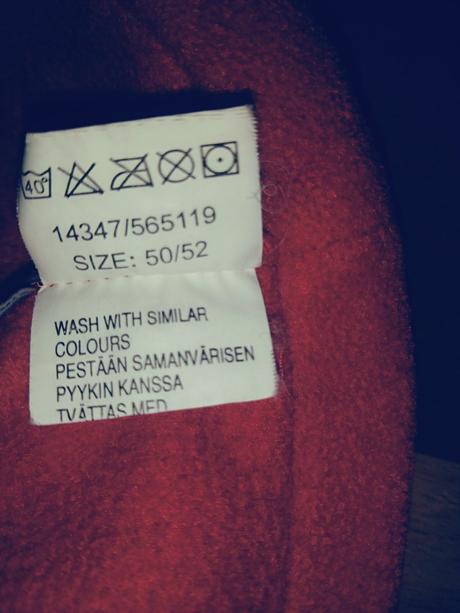 40°
14347/565119
SIZE: 50/52
WASH WITH SIMILAR
COLOURS
PESTÄÄN SAMANVÄRISEN
PYYKIN KANSSA
TVÄTTAS MED